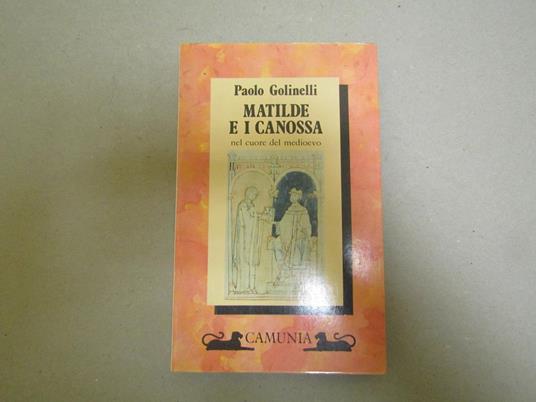 Paolo Golinelli
MATILDE
E I CANOSSA
nel cuore del medioevo
CAMUNIA